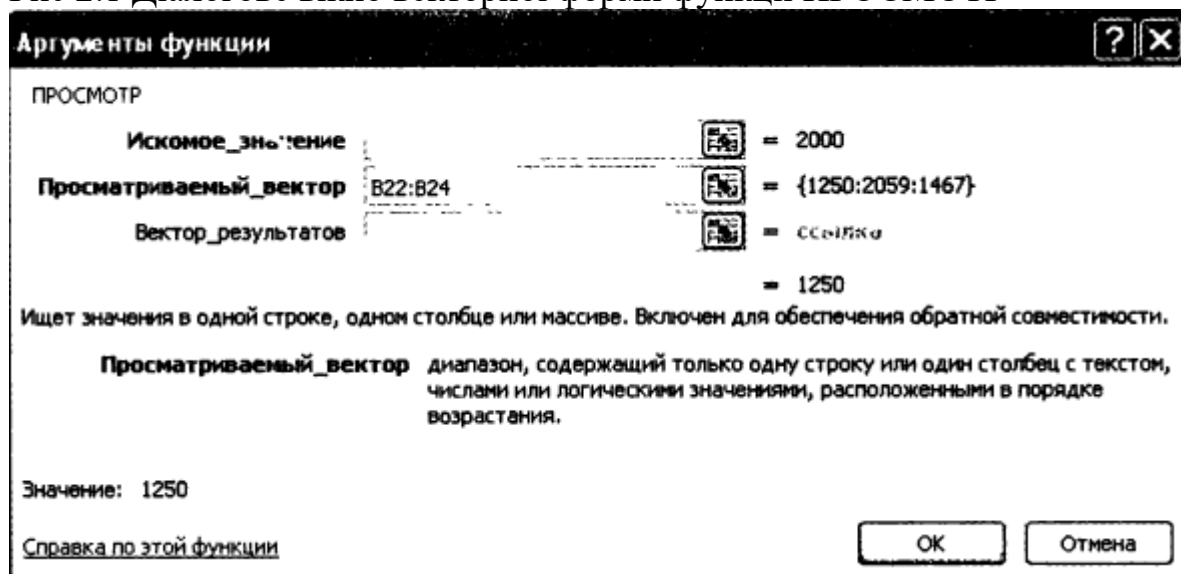 Аргументы функции
ПРОСМОТР
Искомое_значение = 2000
Просматриваемый_вектор B22:B24 = {1250:2059:1467}
Вектор_результатов = ссылка
= 1250
Ищет значения в одной строке, одном столбце или массиве. Включен для обеспечения обратной совместимости.
Просматриваемый_вектор диапазон, содержащий только одну строку или один столбец с текстом,
числами или логическими значениями, расположенными в порядке
возрастания.
Значение: 1250
Справка по этой функции
ОК Отмена